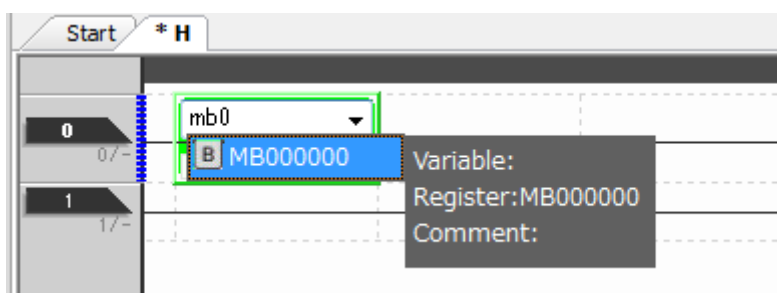 Start
* H
mb0
0
B MB000000
0/-
Variable:
Register:MB000000
Comment:
1
1/-